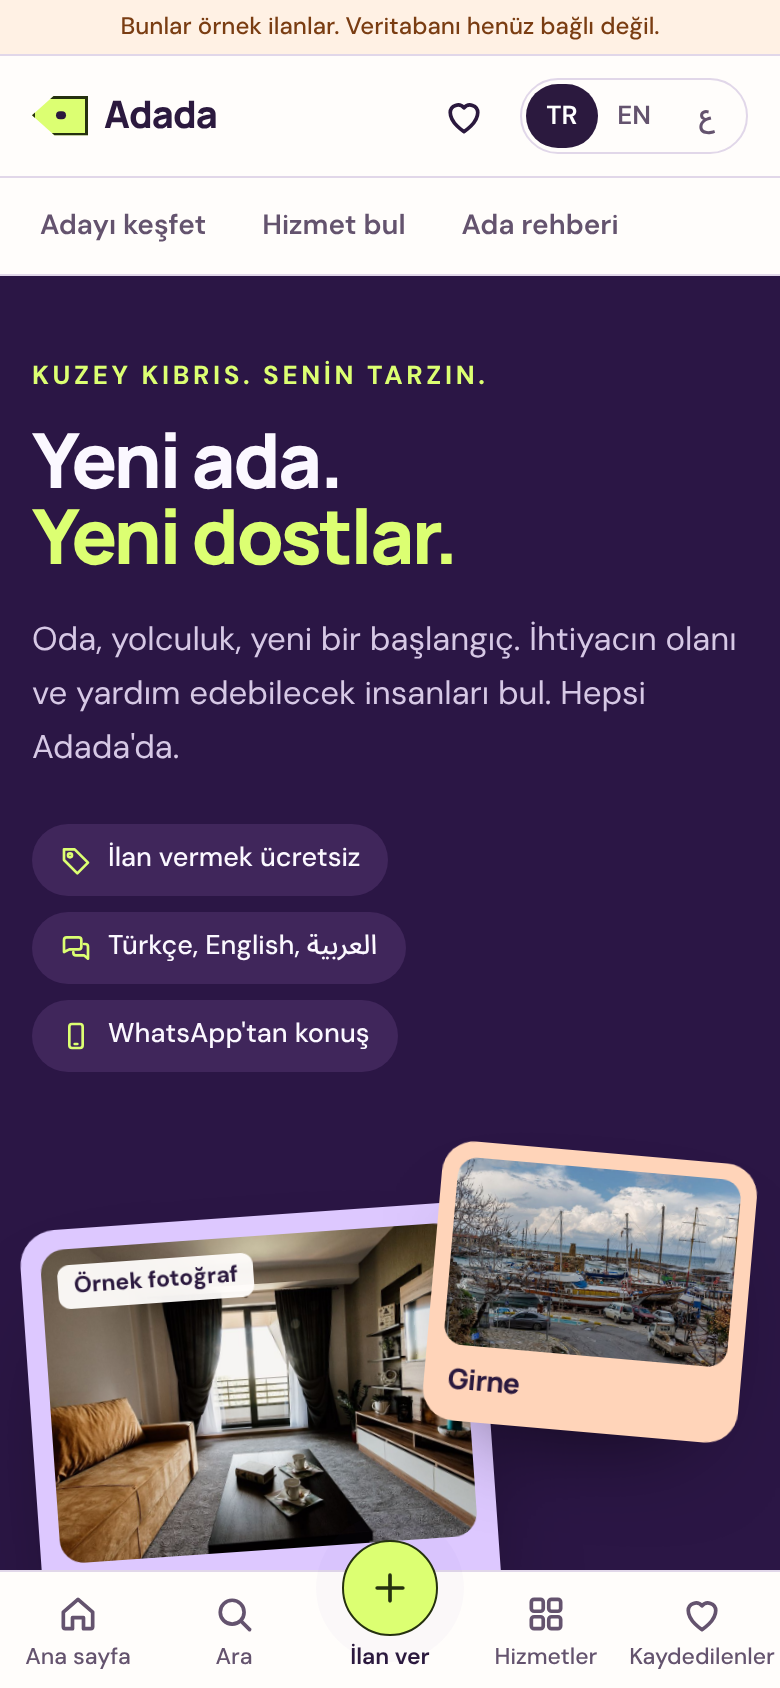 Bunlar örnek ilanlar. Veritabanı henüz bağlı değil.
Adada
TR EN ع
Adayı keşfet Hizmet bul Ada rehberi
KUZEY KIBRIS. SENİN TARZIN.
Yeni ada.
Yeni dostlar.
Oda, yolculuk, yeni bir başlangıç. İhtiyacın olanı
ve yardım edebilecek insanları bul. Hepsi
Adada'da.
İlan vermek ücretsiz
Türkçe, English, العربية
WhatsApp'tan konuş
Örnek fotoğraf
Girne
Ana sayfa Ara İlan ver Hizmetler Kaydedilenler